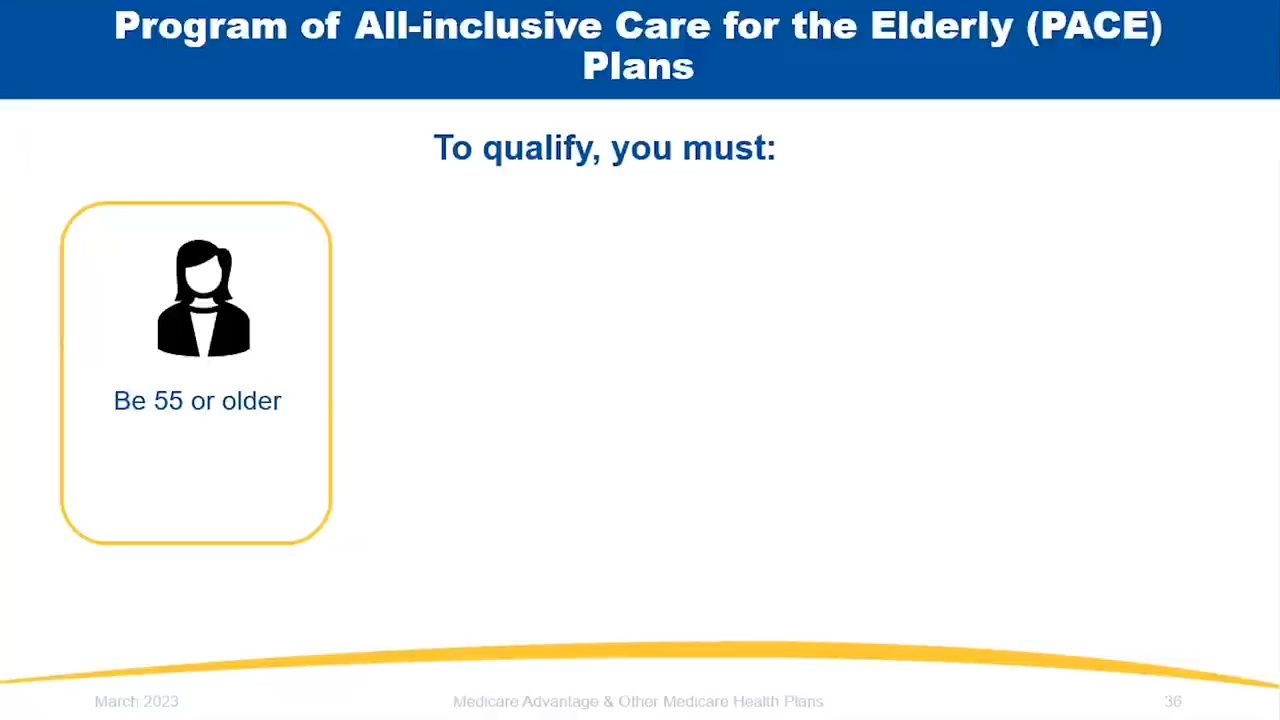 Program of All-inclusive Care for the Elderly (PACE)
Plans
To qualify, you must:
Be 55 or older
March 2023
Medicare Advantage & Other Medicare Health Plans
36